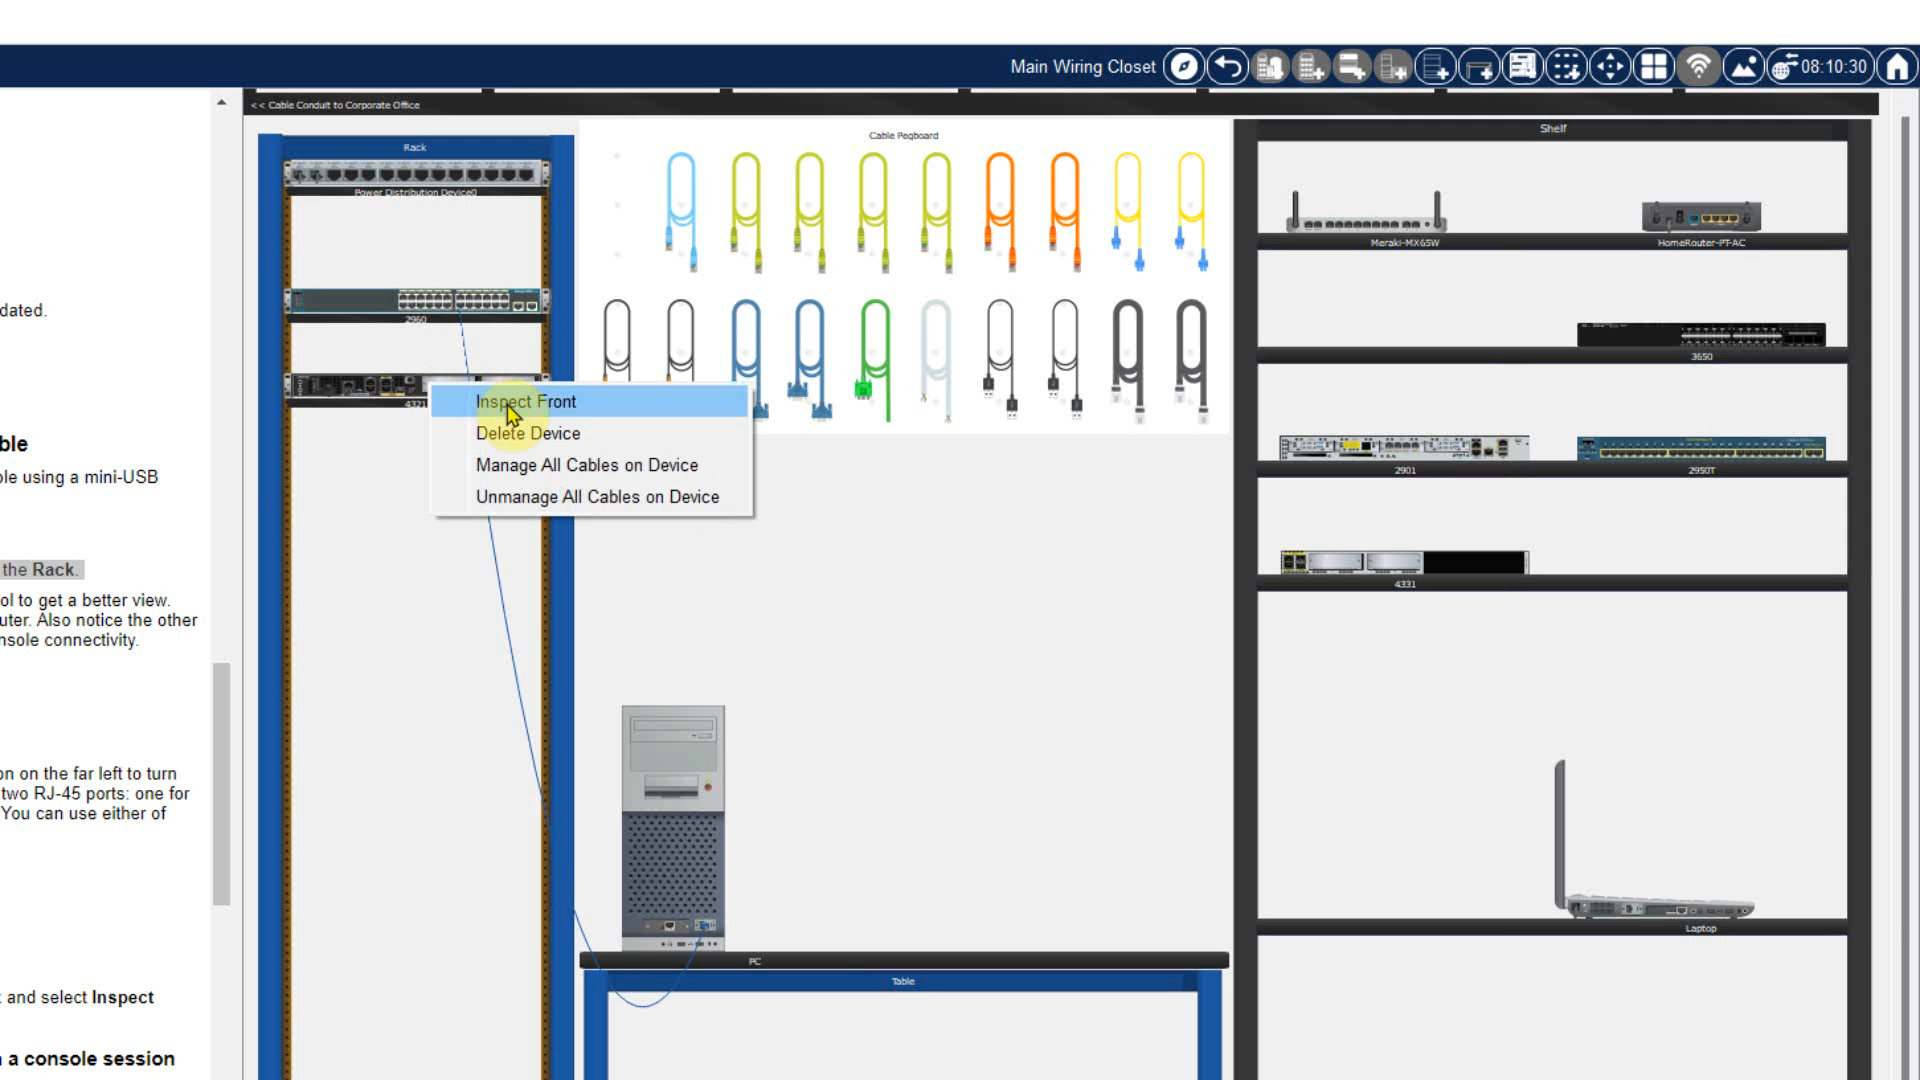 Main Wiring Closet
08:10:30
<< Cable Conduit to Corporate Office
Rack
Power Distribution Device0
2960
4321
Cable Pegboard
Shelf
Meraki-MX65W
HomeRouter-PT-AC
3650
2901
2950T
4331
Laptop
PC
Table
Inspect Front
Delete Device
Manage All Cables on Device
Unmanage All Cables on Device
dated.
ble
ble using a mini-USB
the Rack.
ol to get a better view.
uter. Also notice the other
nsole connectivity.
on on the far left to turn
two RJ-45 ports: one for
You can use either of
and select Inspect
a console session